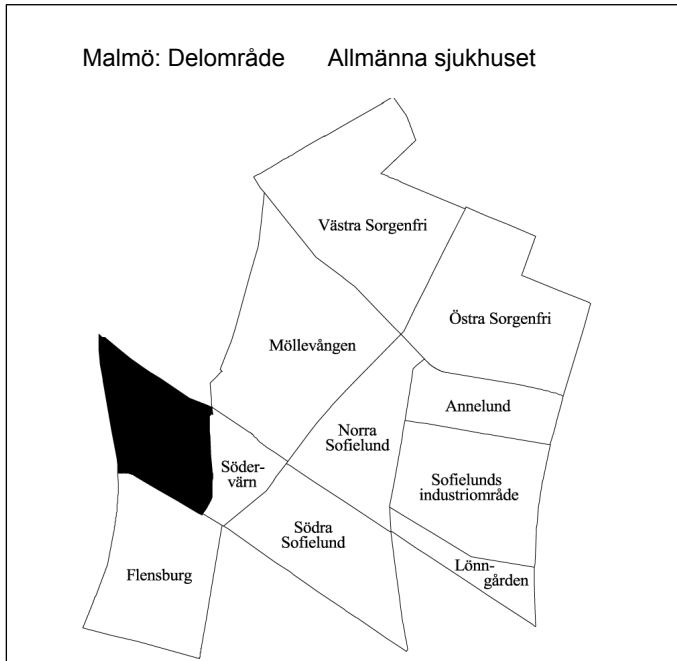 Malmö: Delområde Allmänna sjukhuset
Västra Sorgenfri
Östra Sorgenfri
Möllevången
Annelund
Norra
Sofielund
Söder-
värn
Sofielunds
industriområde
Södra
Sofielund
Lönn-
gården
Flensburg